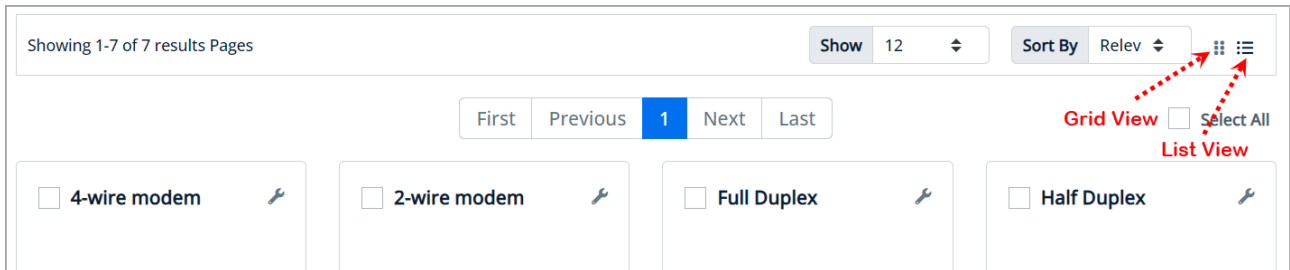 Showing 1-7 of 7 results Pages
Show 12
Sort By Relev
First Previous 1 Next Last
Grid View
Select All
List View
4-wire modem
2-wire modem
Full Duplex
Half Duplex